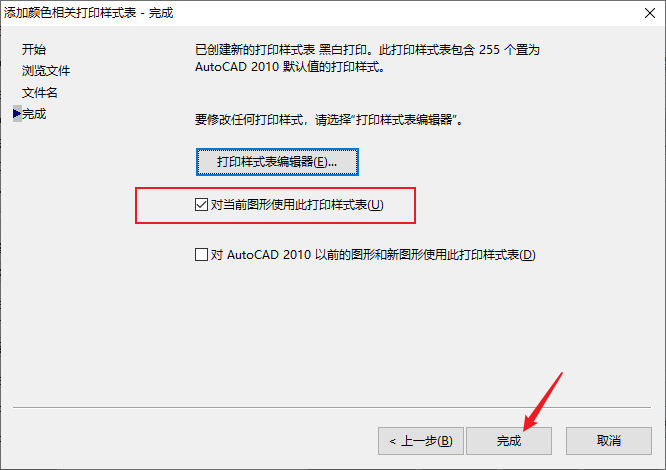 添加颜色相关打印样式表 - 完成
开始
浏览文件
文件名
完成
已创建新的打印样式表 黑白打印。此打印样式表包含 255 个置为
AutoCAD 2010 默认值的打印样式。
要修改任何打印样式，请选择“打印样式表编辑器”。
打印样式表编辑器(E)...
对当前图形使用此打印样式表(U)
对 AutoCAD 2010 以前的图形和新图形使用此打印样式表(D)
< 上一步(B)
完成
取消